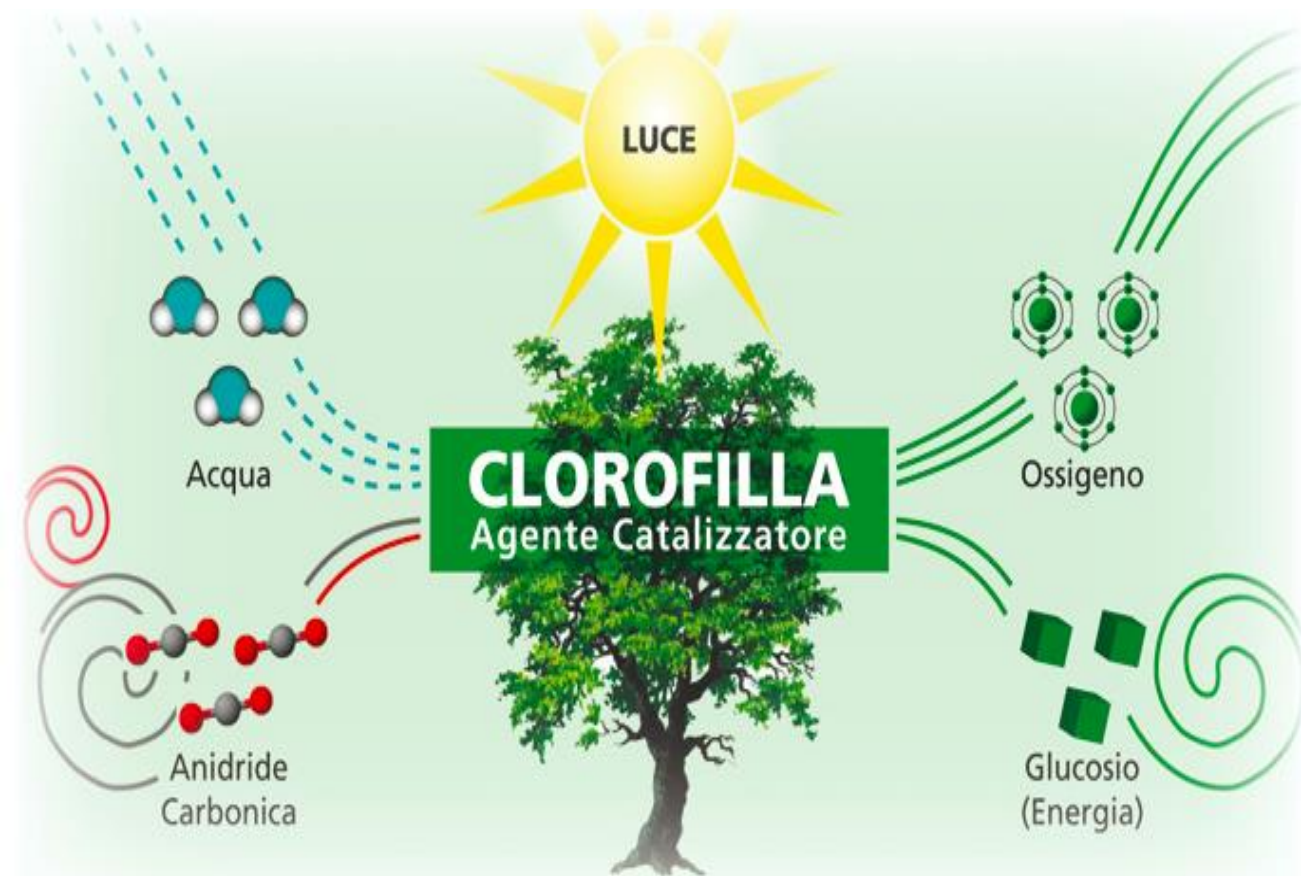 LUCE
Acqua
CLOROFILLA
Agente Catalizzatore
Ossigeno
Anidride
Carbonica
Glucosio
(Energia)